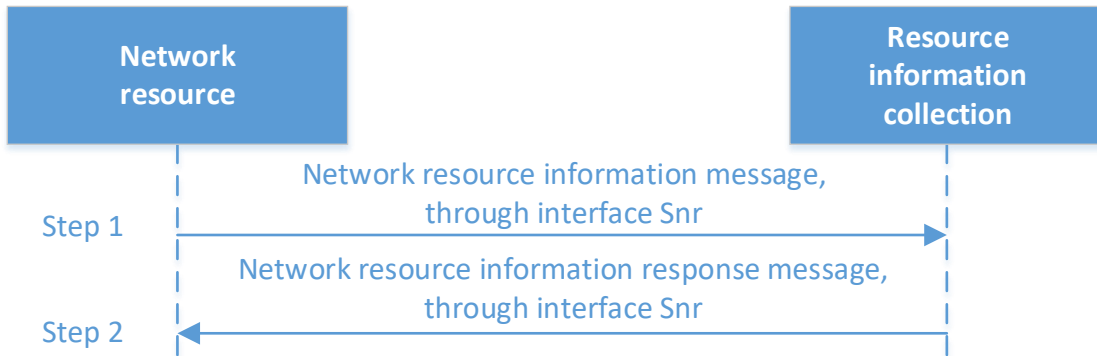 Network
resource
Resource
information
collection
Network resource information message,
through interface Snr
Step 1
Network resource information response message,
through interface Snr
Step 2